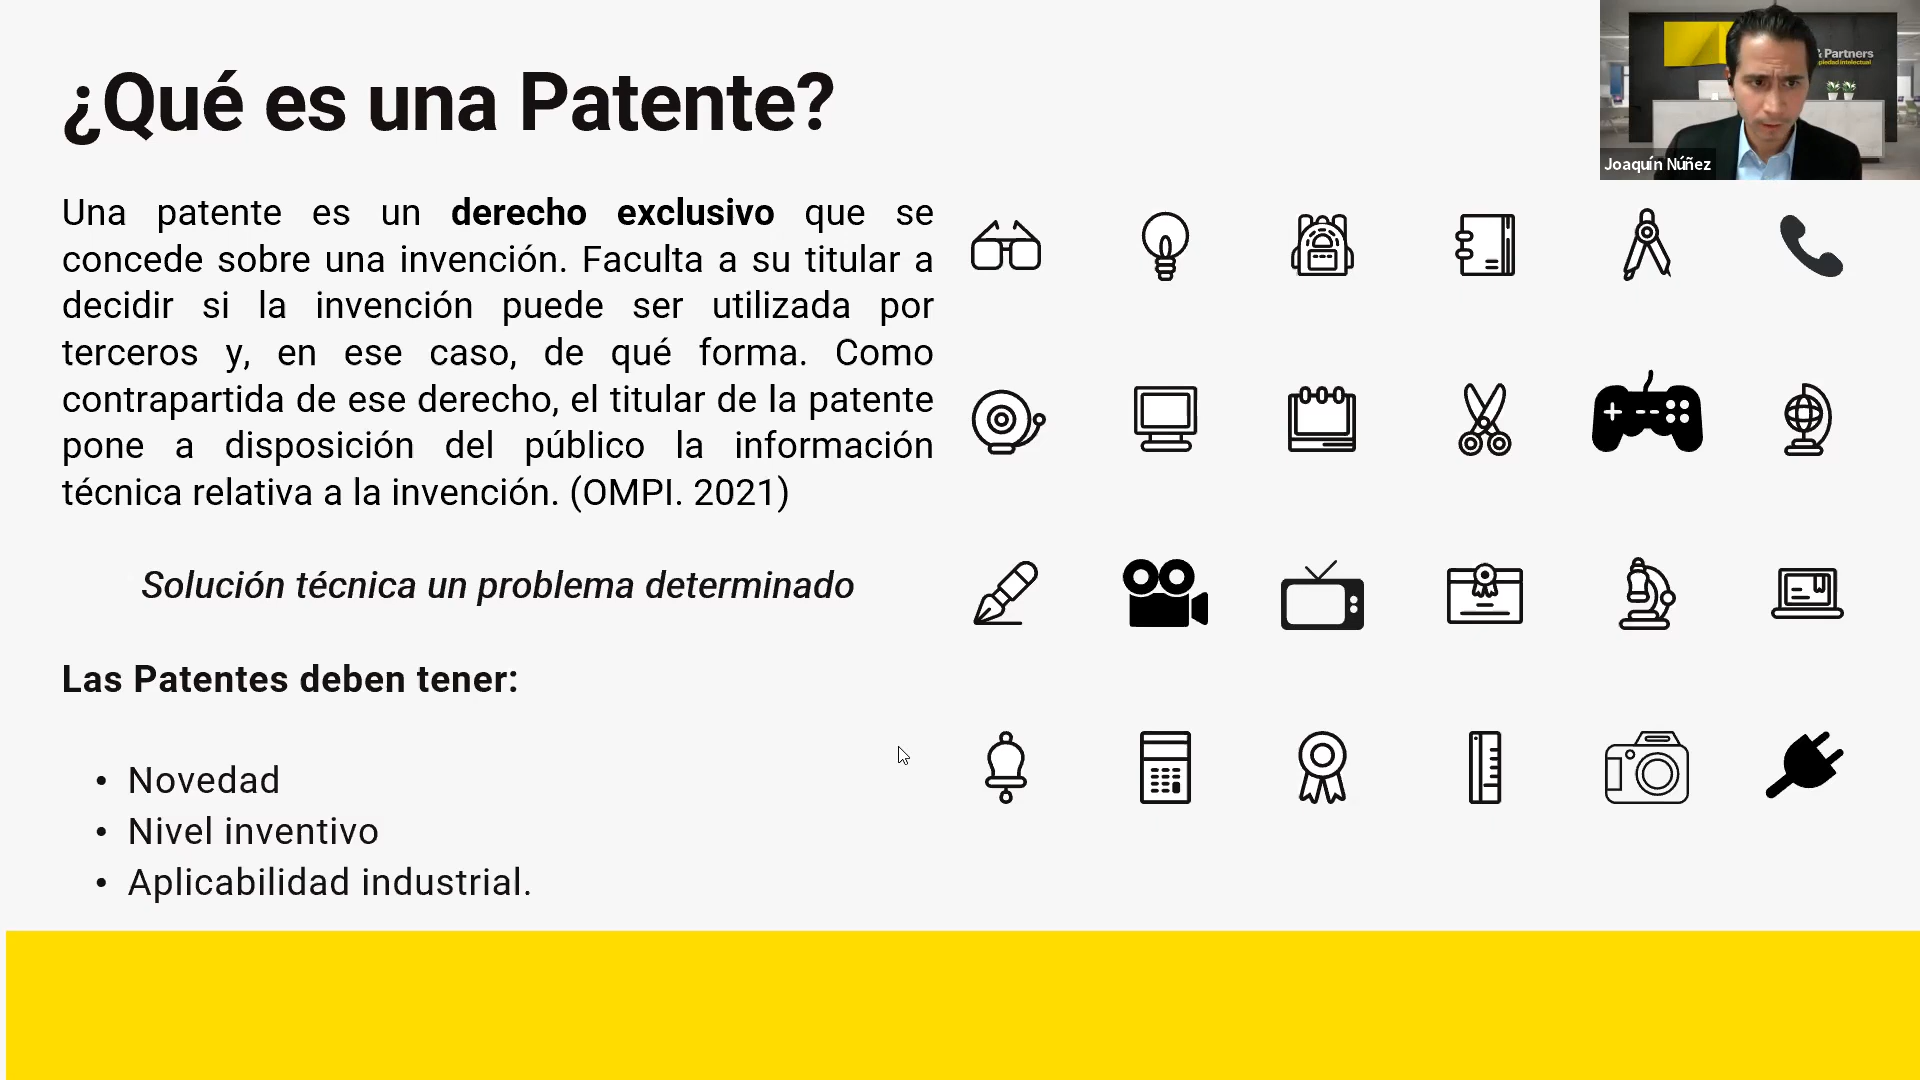 ¿Qué es una Patente?
& Partners
piedad intelectual
Joaquín Núñez
Una patente es un derecho exclusivo que se
concede sobre una invención. Faculta a su titular a
decidir si la invención puede ser utilizada por
terceros y, en ese caso, de qué forma. Como
contrapartida de ese derecho, el titular de la patente
pone a disposición del público la información
técnica relativa a la invención. (OMPI. 2021)
Solución técnica un problema determinado
Las Patentes deben tener:
• Novedad
• Nivel inventivo
• Aplicabilidad industrial.